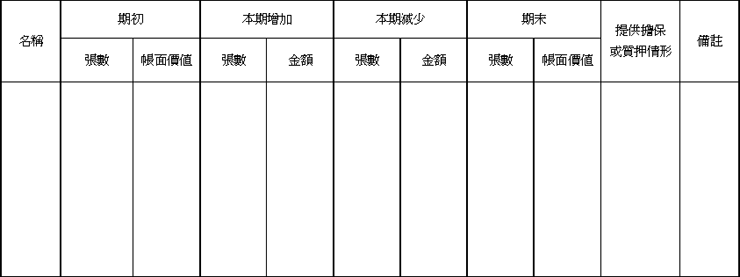 名稱
期初
本期增加
本期減少
期末
提供擔保
或質押情形
備註
張數
帳面價值
張數
金額
張數
金額
張數
帳面價值